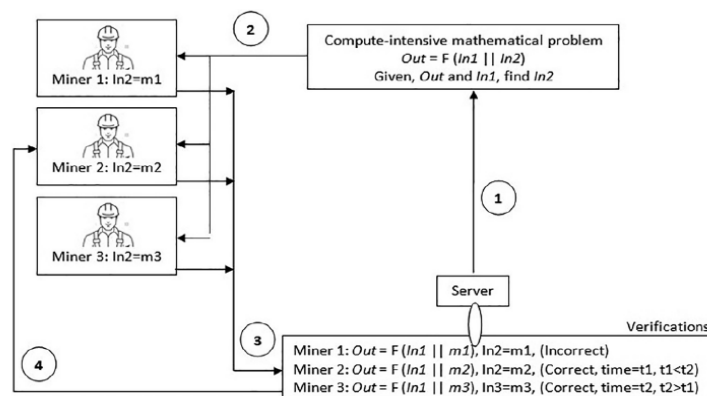 2
Compute-intensive mathematical problem
Out = F (In1 || In2)
Given, Out and In1, find In2
Miner 1: In2=m1
Miner 2: In2=m2
1
Miner 3: In2=m3
Server
Verifications
3
4
Miner 1: Out = F (In1 || m1), In2=m1, (Incorrect)
Miner 2: Out = F (In1 || m2), In2=m2, (Correct, time=t1, t1<t2)
Miner 3: Out = F (In1 || m3), In3=m3, (Correct, time=t2, t2>t1)